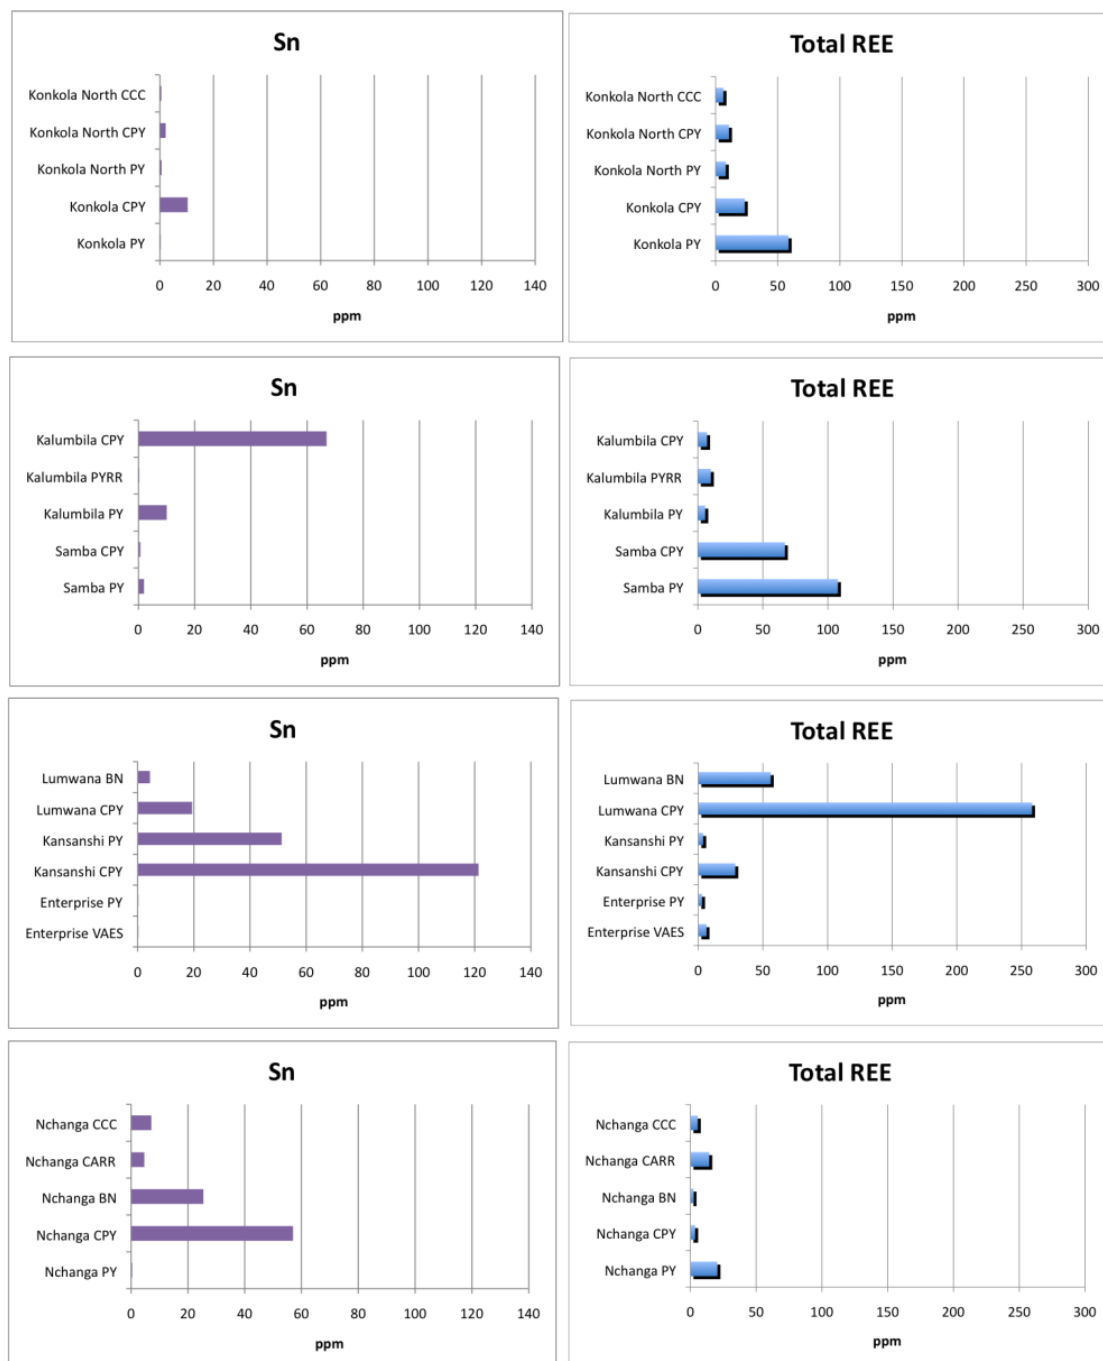 Sn
Konkola North CCC
Konkola North CPY
Konkola North PY
Konkola CPY
Konkola PY
0 20 40 60 80 100 120 140
ppm
Total REE
Konkola North CCC
Konkola North CPY
Konkola North PY
Konkola CPY
Konkola PY
0 50 100 150 200 250 300
ppm
Sn
Kalumbila CPY
Kalumbila PYRR
Kalumbila PY
Samba CPY
Samba PY
0 20 40 60 80 100 120 140
ppm
Total REE
Kalumbila CPY
Kalumbila PYRR
Kalumbila PY
Samba CPY
Samba PY
0 50 100 150 200 250 300
ppm
Sn
Lumwana BN
Lumwana CPY
Kansanshi PY
Kansanshi CPY
Enterprise PY
Enterprise VAES
0 20 40 60 80 100 120 140
ppm
Total REE
Lumwana BN
Lumwana CPY
Kansanshi PY
Kansanshi CPY
Enterprise PY
Enterprise VAES
0 50 100 150 200 250 300
ppm
Sn
Nchanga CCC
Nchanga CARR
Nchanga BN
Nchanga CPY
Nchanga PY
0 20 40 60 80 100 120 140
ppm
Total REE
Nchanga CCC
Nchanga CARR
Nchanga BN
Nchanga CPY
Nchanga PY
0 50 100 150 200 250 300
ppm